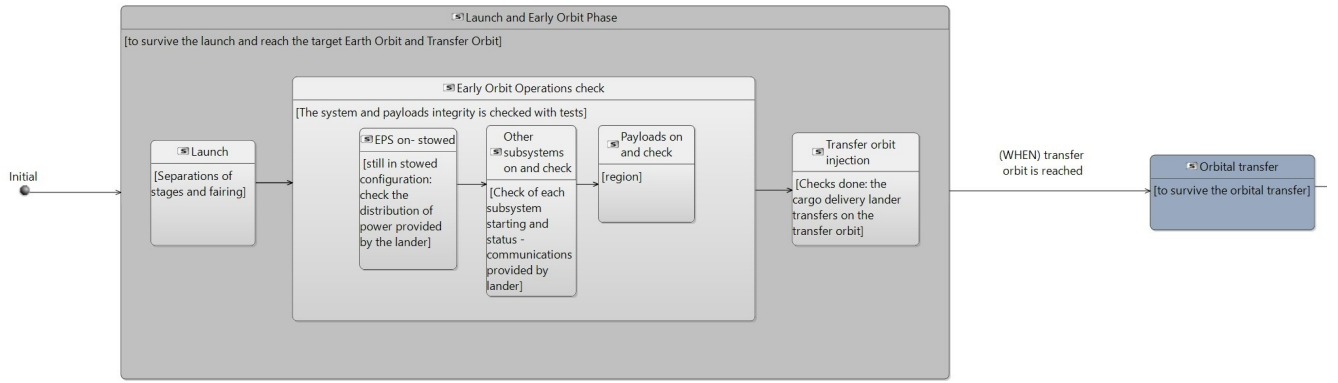 Launch and Early Orbit Phase
[to survive the launch and reach the target Earth Orbit and Transfer Orbit]
Early Orbit Operations check
[The system and payloads integrity is checked with tests]
Initial
Launch
[Separations of
stages and fairing]
EPS on- stowed
[still in stowed
configuration:
check the
distribution of
power provided
by the lander]
Other
subsystems
on and check
[Check of each
subsystem
starting and
status -
communications
provided by
lander]
Payloads on
and check
[region]
Transfer orbit
injection
[Checks done: the
cargo delivery lander
transfers on the
transfer orbit]
(WHEN) transfer
orbit is reached
Orbital transfer
[to survive the orbital transfer]